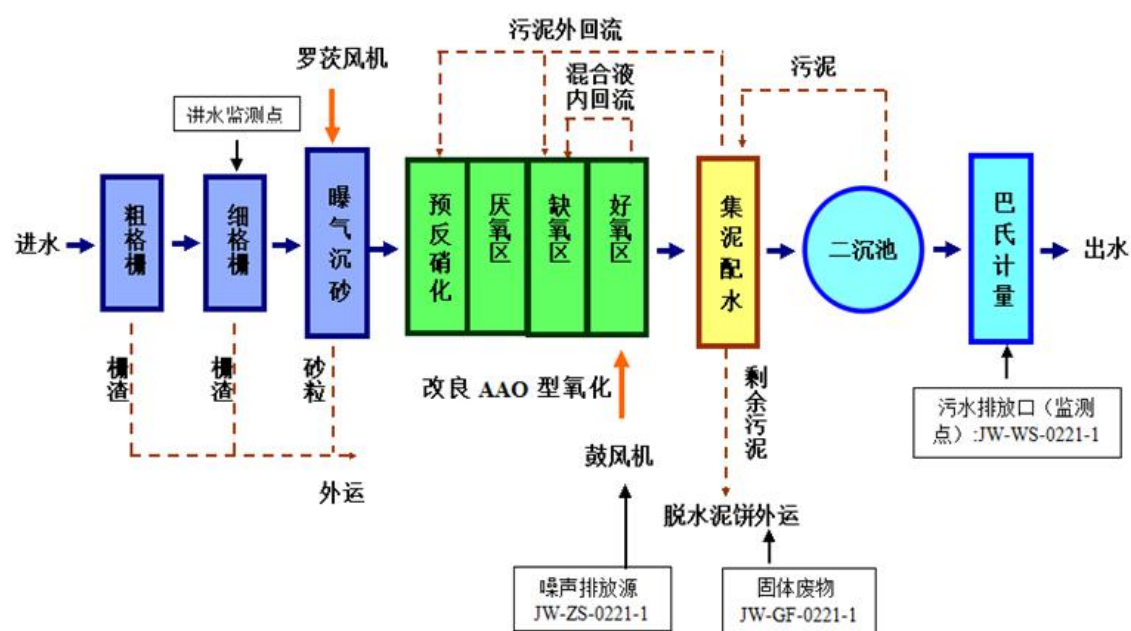 污泥外回流
罗茨风机
混合液
内回流
污泥
进水监测点
进水
粗格栅
细格栅
曝气沉砂
预反硝化
厌氧区
缺氧区
好氧区
集泥配水
二沉池
巴氏计量
出水
栅渣
栅渣
砂粒
改良 AAO 型氧化
剩余污泥
污水排放口（监测
点）:JW-WS-0221-1
外运
鼓风机
脱水泥饼外运
噪声排放源
JW-ZS-0221-1
固体废物
JW-GF-0221-1